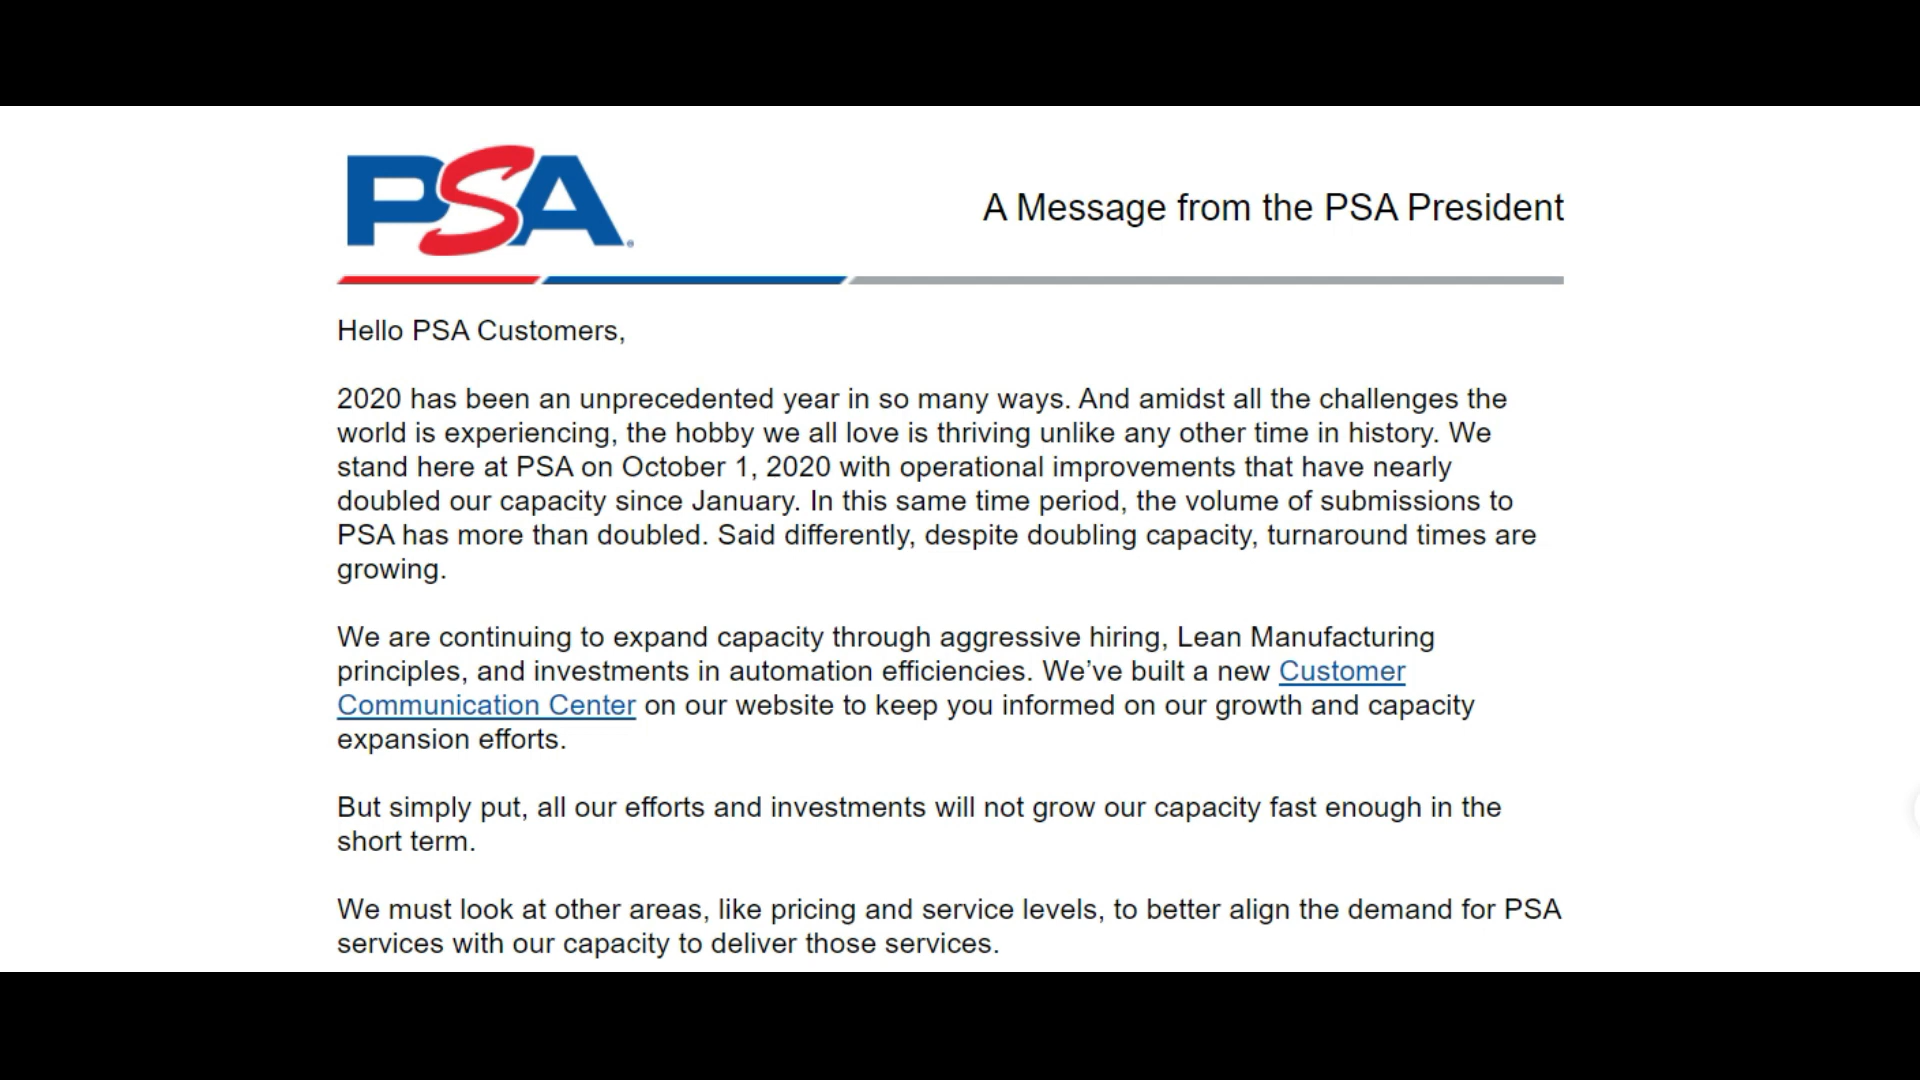 PSA
A Message from the PSA President
Hello PSA Customers,
2020 has been an unprecedented year in so many ways. And amidst all the challenges the
world is experiencing, the hobby we all love is thriving unlike any other time in history. We
stand here at PSA on October 1, 2020 with operational improvements that have nearly
doubled our capacity since January. In this same time period, the volume of submissions to
PSA has more than doubled. Said differently, despite doubling capacity, turnaround times are
growing.
We are continuing to expand capacity through aggressive hiring, Lean Manufacturing
principles, and investments in automation efficiencies. We’ve built a new Customer
Communication Center on our website to keep you informed on our growth and capacity
expansion efforts.
But simply put, all our efforts and investments will not grow our capacity fast enough in the
short term.
We must look at other areas, like pricing and service levels, to better align the demand for PSA
services with our capacity to deliver those services.